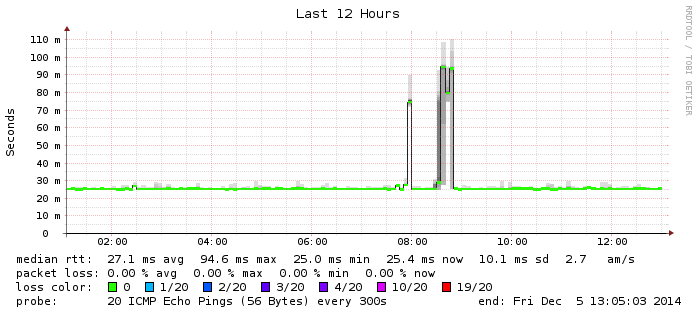 Last 12 Hours
RRDTOOL / TOBI OETIKER
Seconds
110 m
100 m
90 m
80 m
70 m
60 m
50 m
40 m
30 m
20 m
10 m
0
02:00 04:00 06:00 08:00 10:00 12:00
median rtt: 27.1 ms avg 94.6 ms max 25.0 ms min 25.4 ms now 10.1 ms sd 2.7 am/s
packet loss: 0.00 % avg 0.00 % max 0.00 % min 0.00 % now
loss color: 0 1/20 2/20 3/20 4/20 10/20 19/20
probe: 20 ICMP Echo Pings (56 Bytes) every 300s end: Fri Dec 5 13:05:03 2014